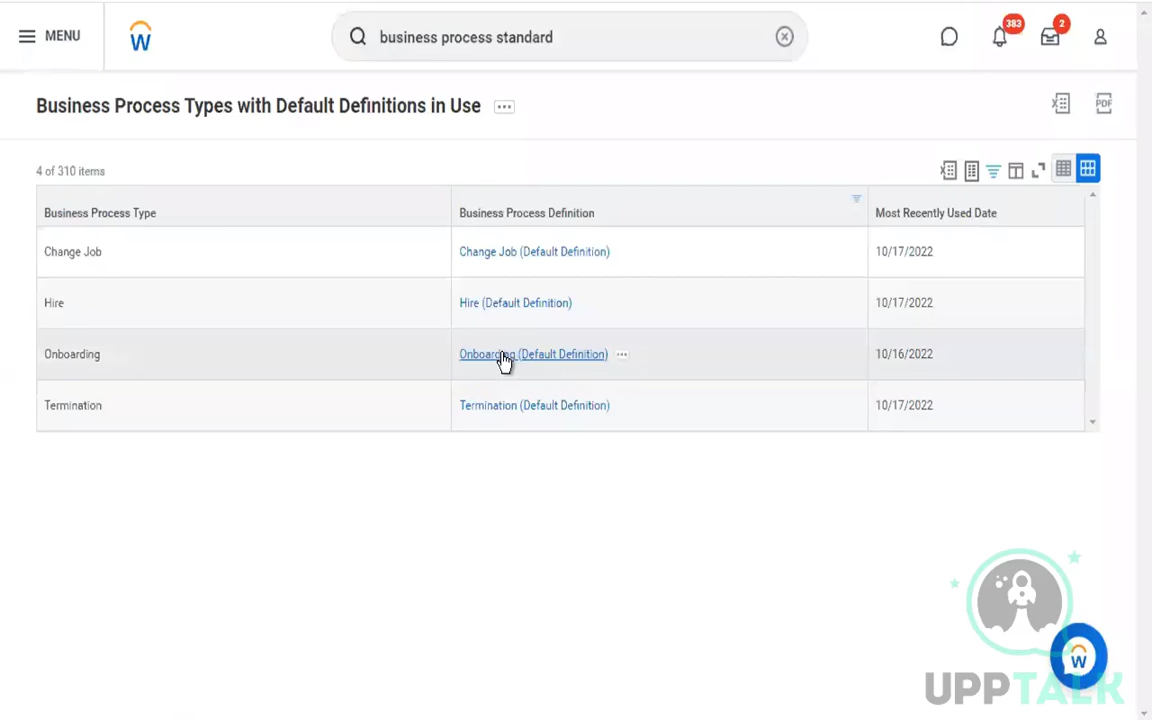 MENU
business process standard
383
2
Business Process Types with Default Definitions in Use
PDF
4 of 310 items
Business Process Type
Business Process Definition
Most Recently Used Date
Change Job
Change Job (Default Definition)
10/17/2022
Hire
Hire (Default Definition)
10/17/2022
Onboarding
Onboarding (Default Definition)
10/16/2022
Termination
Termination (Default Definition)
10/17/2022
UPPTALK